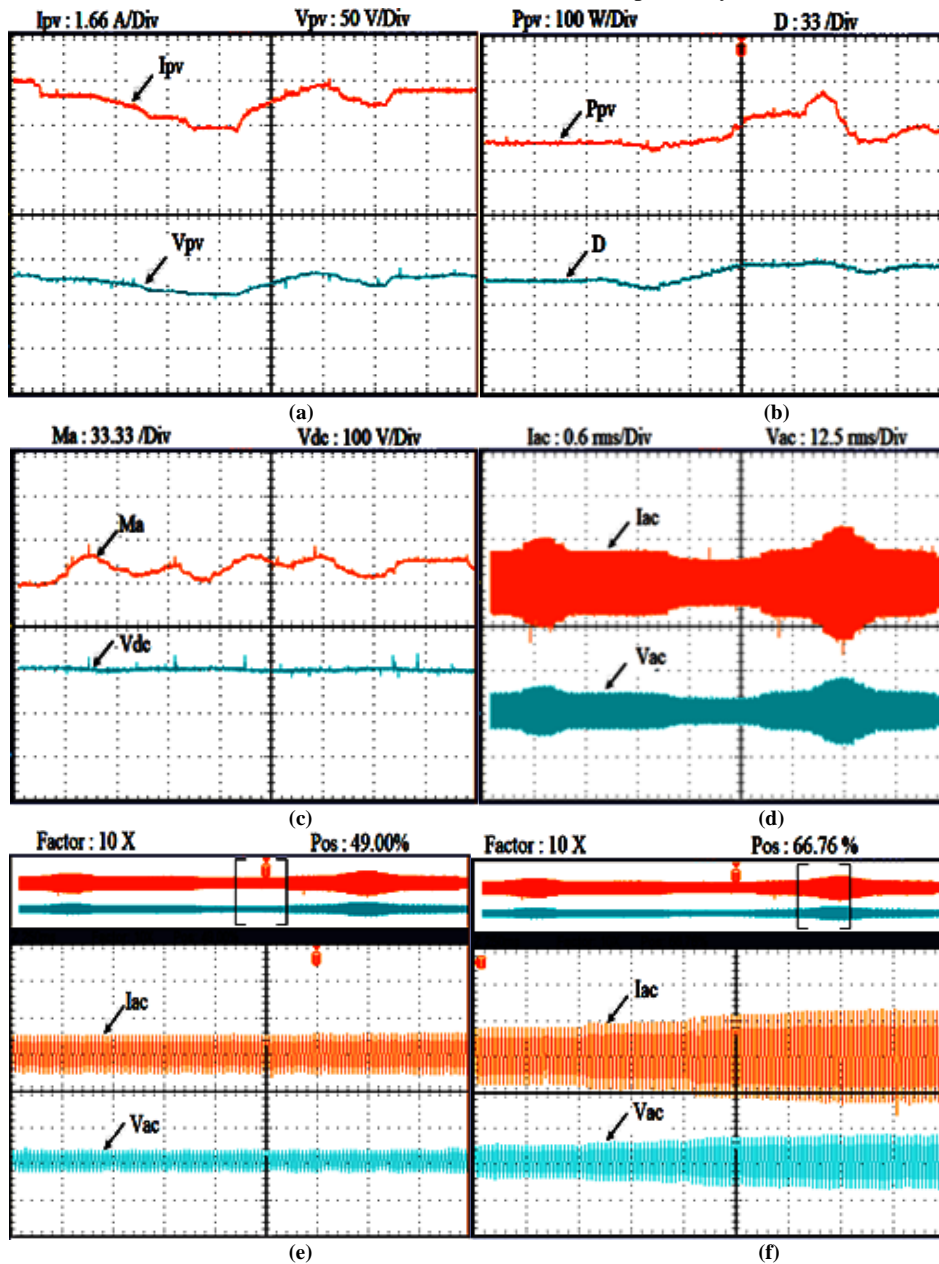 Ipv : 1.66 A/Div Vpv : 50 V/Div
Ipv
Vpv
(a)
Ppv : 100 W/Div D : 33 /Div
Ppv
D
(b)
Ma : 33.33 /Div Vdc : 100 V/Div
Ma
Vdc
(c)
Iac : 0.6 rms/Div Vac : 12.5 rms/Div
Iac
Vac
(d)
Factor : 10 X Pos : 49.00%
Iac
Vac
(e)
Factor : 10 X Pos : 66.76 %
T
Iac
Vac
(f)